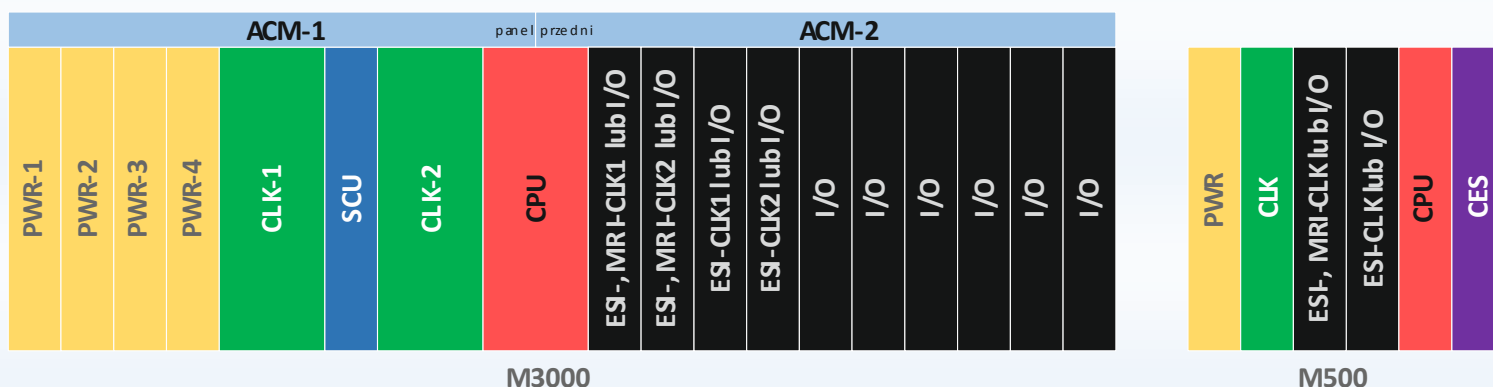 ACM-1
panel przedni
ACM-2
PWR-1
PWR-2
PWR-3
PWR-4
CLK-1
SCU
CLK-2
CPU
ESI-, MRI-CLK1 lub I/O
ESI-, MRI-CLK2 lub I/O
ESI-CLK1 lub I/O
ESI-CLK2 lub I/O
I/O
I/O
I/O
I/O
I/O
I/O
PWR
CLK
ESI-, MRI-CLK lub I/O
ESI-CLK lub I/O
CPU
CES
M3000
M500